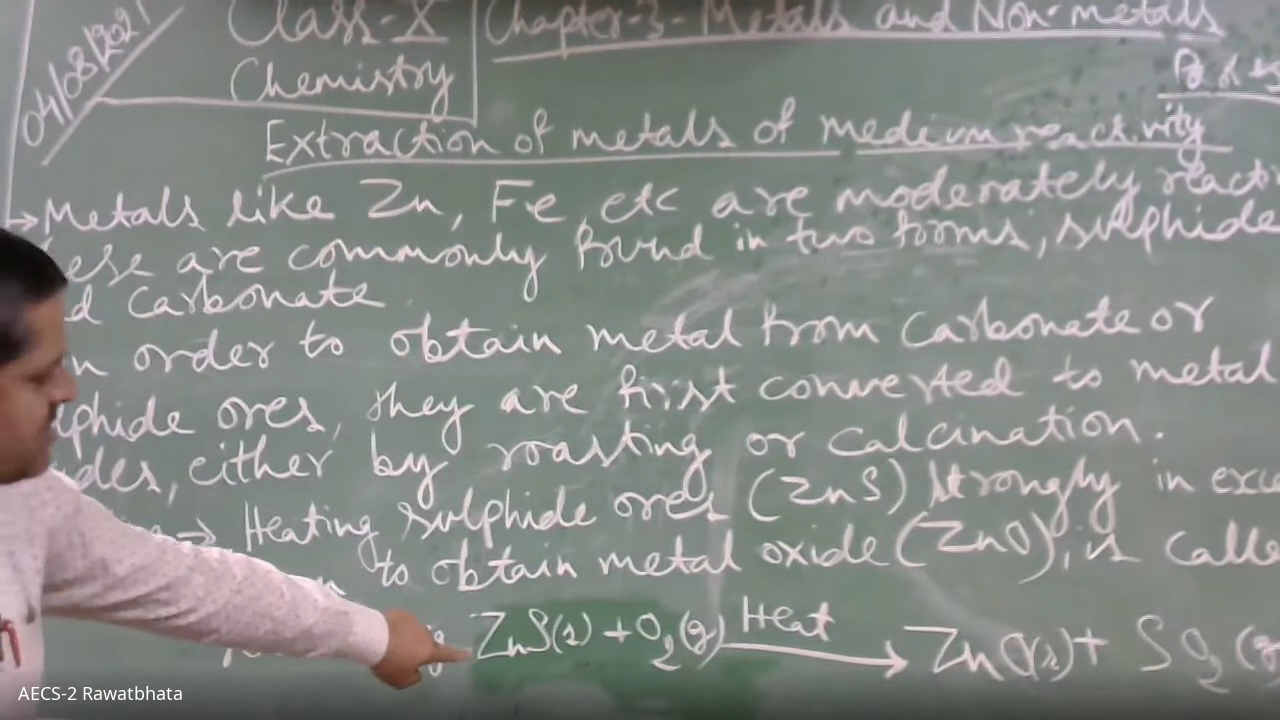 04/08/2021
Class-X
Chapter-3- Metals and Non-metals
Chemistry
Extraction of metals of medium reactivity
→ Metals like Zn, Fe, etc are moderately reacti
ese are commonly found in two forms, sulphide
d carbonate.
n order to obtain metal from carbonate or
lphide ores, they are first converted to metal
ides, either by roasting or calcination.
→ Heating sulphide ores (ZnS) strongly in exce
to obtain metal oxide (ZnO), is calle
ZnS(s) + O₂(g) Heat → ZnO(s) + SO₂(g
AECS-2 Rawatbhata